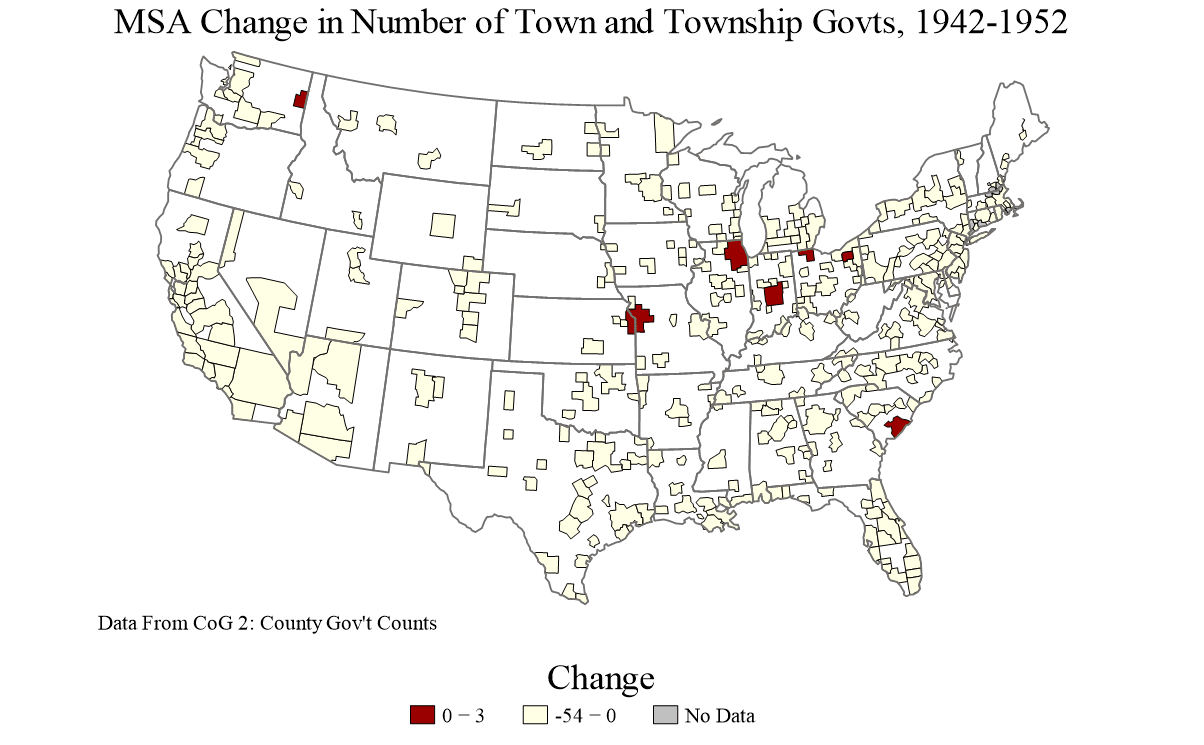 MSA Change in Number of Town and Township Govts, 1942-1952
Data From CoG 2: County Gov't Counts
Change
0 − 3
-54 − 0
No Data